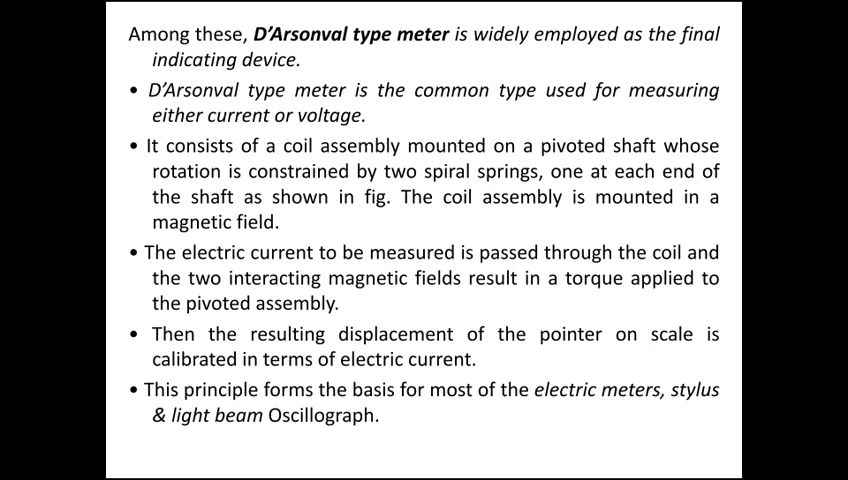 Among these, D’Arsonval type meter is widely employed as the final
indicating device.
• D’Arsonval type meter is the common type used for measuring
either current or voltage.
• It consists of a coil assembly mounted on a pivoted shaft whose
rotation is constrained by two spiral springs, one at each end of
the shaft as shown in fig. The coil assembly is mounted in a
magnetic field.
• The electric current to be measured is passed through the coil and
the two interacting magnetic fields result in a torque applied to
the pivoted assembly.
• Then the resulting displacement of the pointer on scale is
calibrated in terms of electric current.
• This principle forms the basis for most of the electric meters, stylus
& light beam Oscillograph.